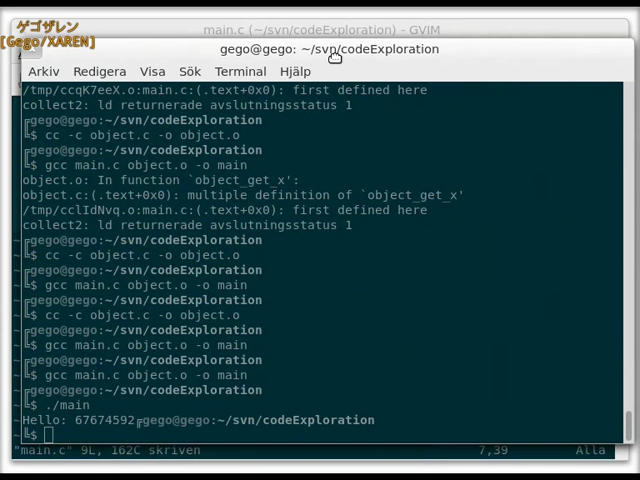 ゲゴザレン
[Gego/XAREN]
main.c (~/svn/codeExploration) - GVIM
gego@gego: ~/svn/codeExploration
Arkiv Redigera Visa Sök Terminal Hjälp
/tmp/ccqK7eeX.o:main.c:(.text+0x0): first defined here
collect2: ld returnerade avslutningsstatus 1
╔gego@gego:~/svn/codeExploration
╚$ cc -c object.c -o object.o
╔gego@gego:~/svn/codeExploration
╚$ gcc main.c object.o -o main
object.o: In function `object_get_x':
object.c:(.text+0x0): multiple definition of `object_get_x'
/tmp/cclIdNvq.o:main.c:(.text+0x0): first defined here
collect2: ld returnerade avslutningsstatus 1
╔gego@gego:~/svn/codeExploration
╚$ cc -c object.c -o object.o
╔gego@gego:~/svn/codeExploration
╚$ gcc main.c object.o -o main
╔gego@gego:~/svn/codeExploration
╚$ cc -c object.c -o object.o
╔gego@gego:~/svn/codeExploration
╚$ gcc main.c object.o -o main
╔gego@gego:~/svn/codeExploration
╚$ gcc main.c object.o -o main
╔gego@gego:~/svn/codeExploration
╚$ ./main
Hello: 67674592╔gego@gego:~/svn/codeExploration
╚$
"main.c" 9L, 162C skriven 7,39 Alla